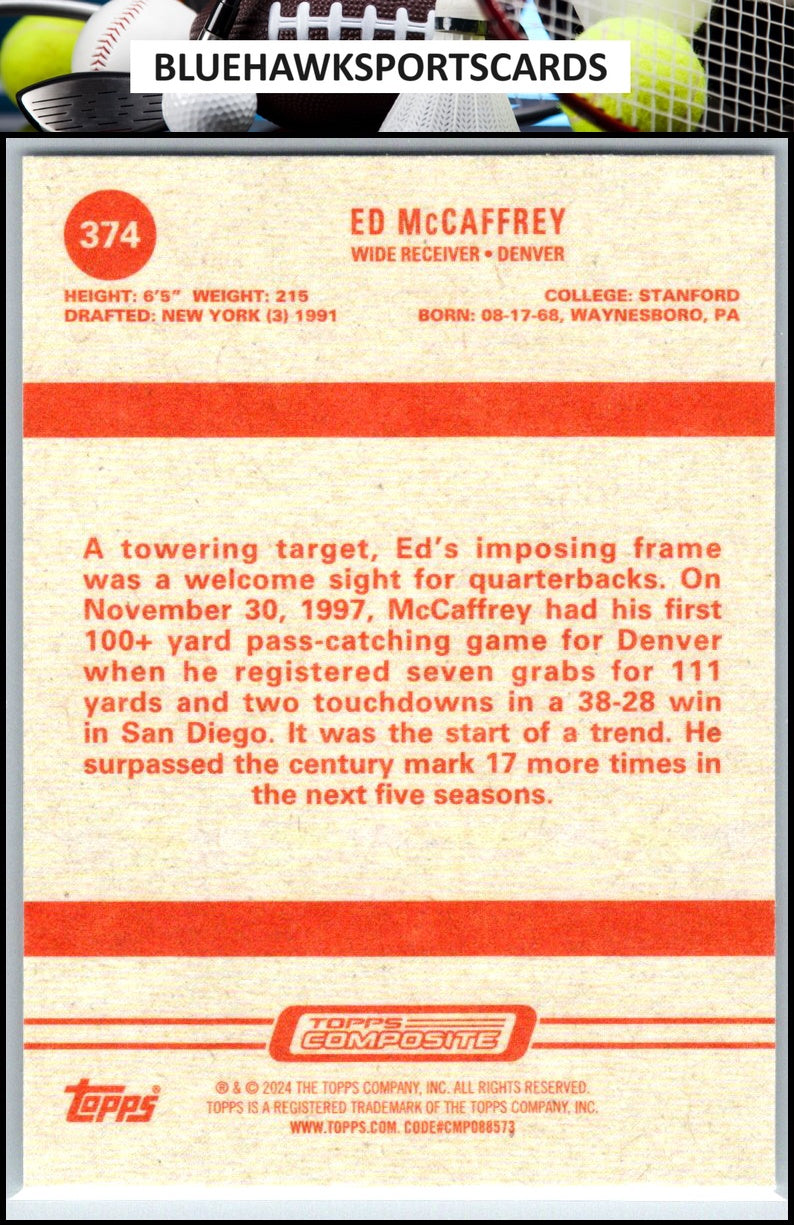 BLUEHAWKSPORTSCARDS
374
ED McCAFFREY
WIDE RECEIVER • DENVER
HEIGHT: 6'5" WEIGHT: 215
COLLEGE: STANFORD
DRAFTED: NEW YORK (3) 1991
BORN: 08-17-68, WAYNESBORO, PA
A towering target, Ed's imposing frame
was a welcome sight for quarterbacks. On
November 30, 1997, McCaffrey had his first
100+ yard pass-catching game for Denver
when he registered seven grabs for 111
yards and two touchdowns in a 38-28 win
in San Diego. It was the start of a trend. He
surpassed the century mark 17 more times in
the next five seasons.
TOPPS
COMPOSITE
Topps®
® & © 2024 THE TOPPS COMPANY, INC. ALL RIGHTS RESERVED.
TOPPS IS A REGISTERED TRADEMARK OF THE TOPPS COMPANY, INC.
WWW.TOPPS.COM. CODE#CMP088573